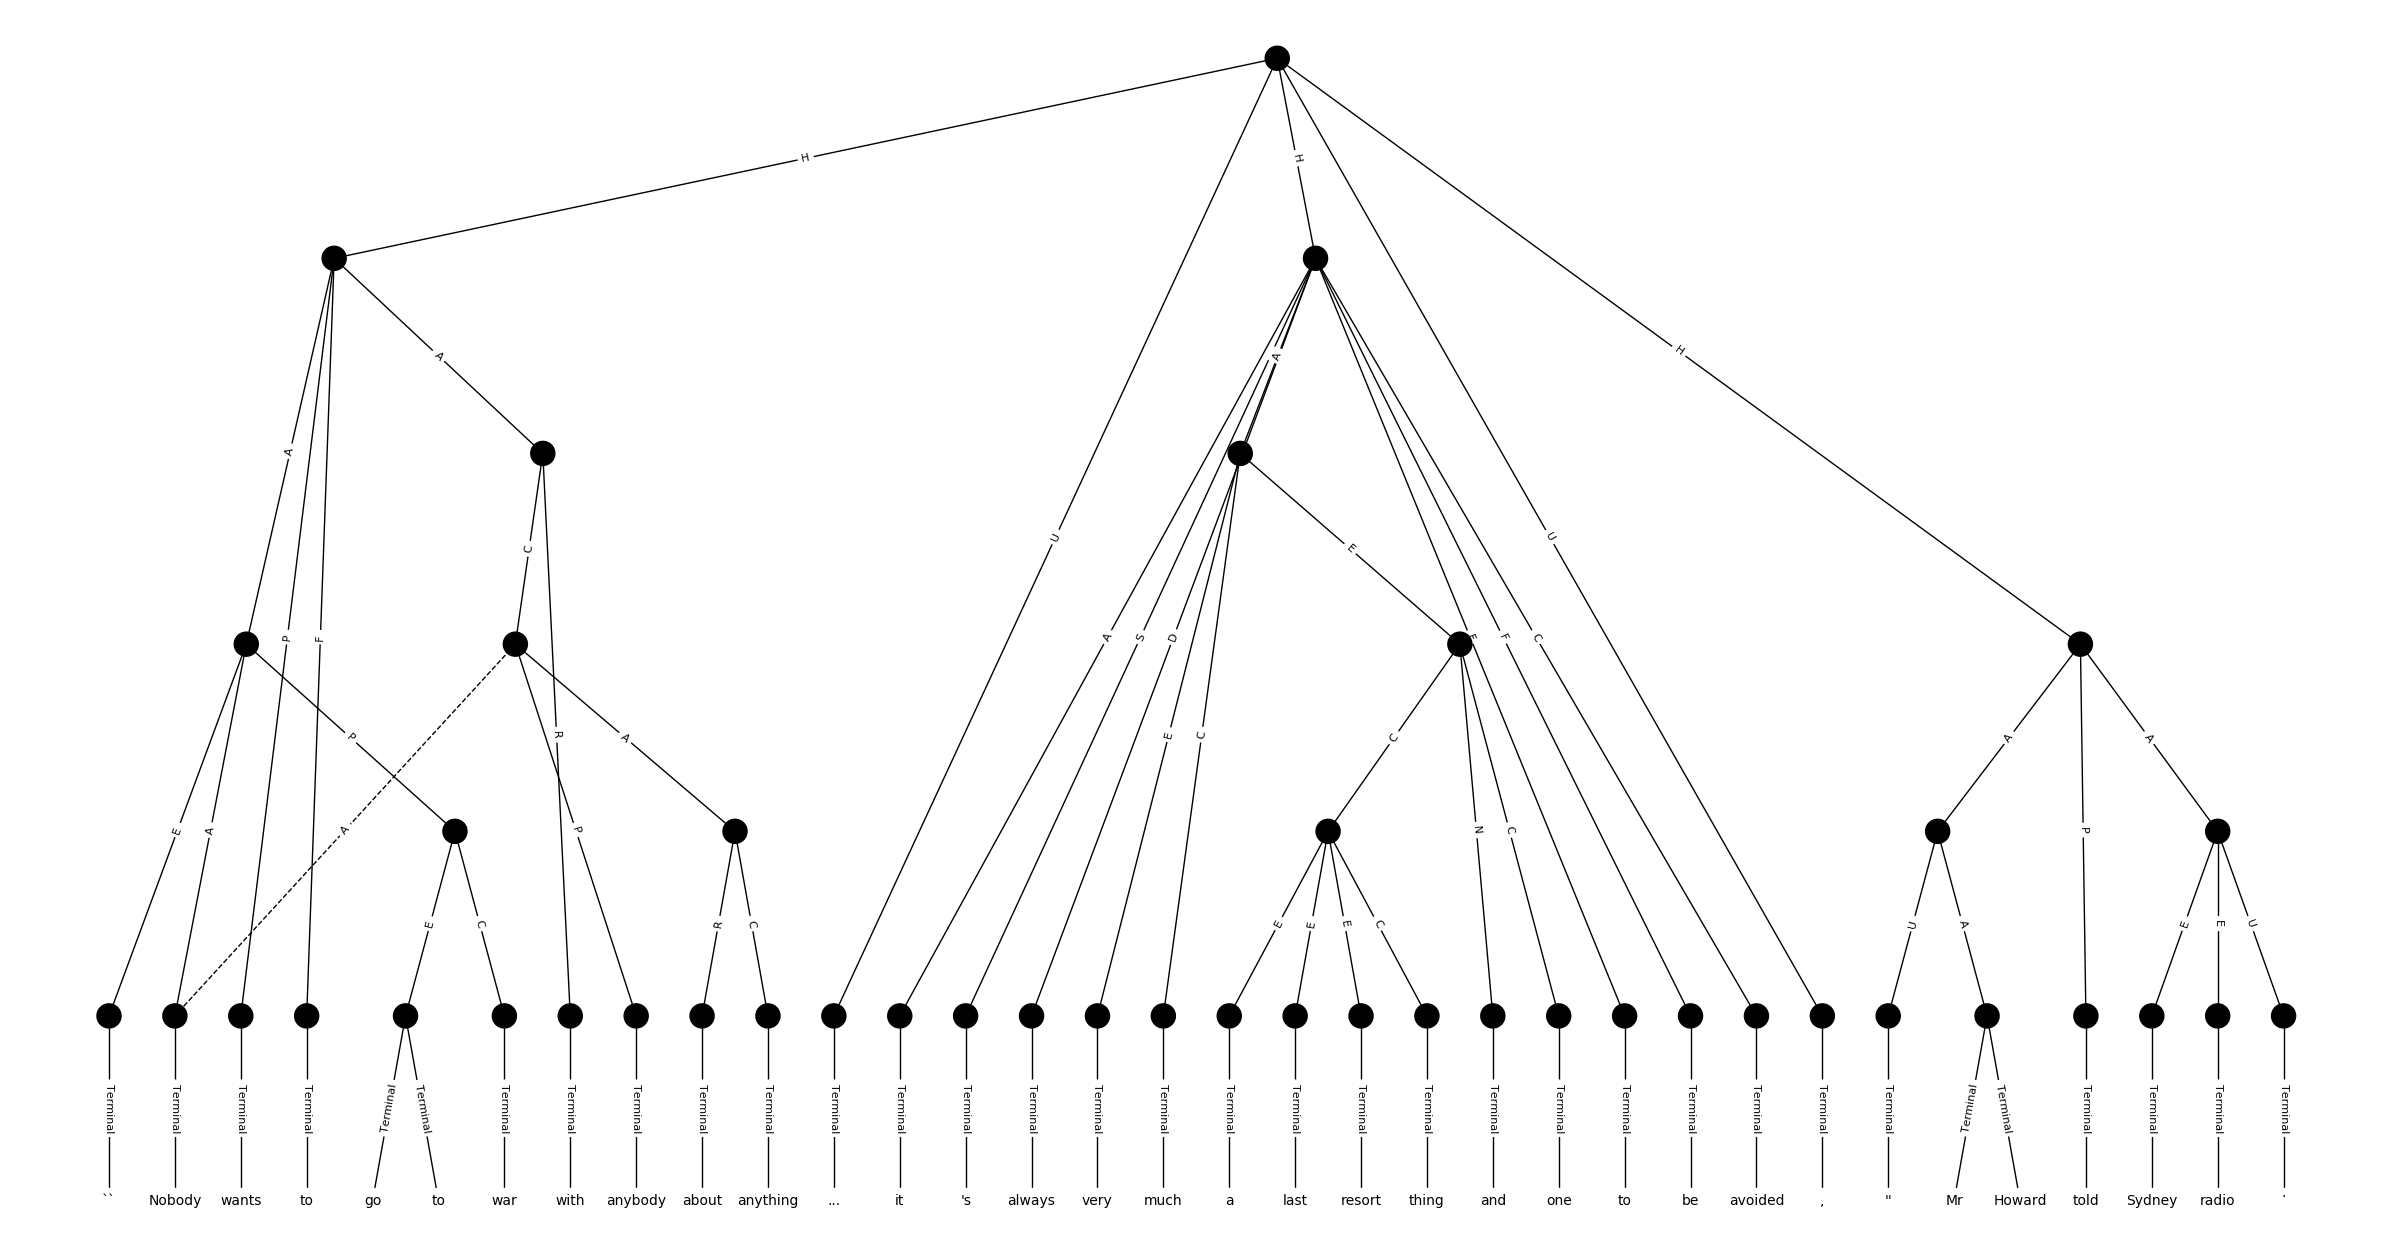 H
H
A
A
H
A
C
E
U
U
P
F
A
S
D
F
F
C
P
R
A
E
C
C
A
A
E
A
A
P
N
C
P
E
C
R
C
E
E
E
C
U
A
E
E
U
Terminal Terminal Terminal Terminal Terminal Terminal Terminal Terminal Terminal Terminal Terminal Terminal Terminal Terminal Terminal Terminal Terminal Terminal Terminal Terminal Terminal Terminal Terminal Terminal Terminal Terminal Terminal Terminal Terminal Terminal Terminal Terminal Terminal Terminal
`` Nobody wants to go to war with anybody about anything ... it 's always very much a last resort thing and one to be avoided , " Mr Howard told Sydney radio .